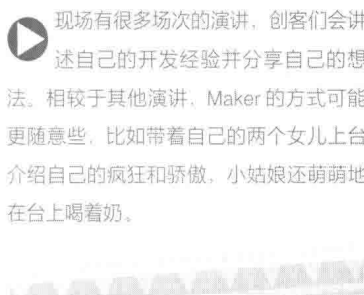 现场有很多场次的演讲，创客们会讲
述自己的开发经验并分享自己的想
法。相较于其他演讲，Maker 的方式可能
更随意些，比如带着自己的两个女儿上台
介绍自己的疯狂和骄傲，小姑娘还萌萌地
在台上喝着奶。